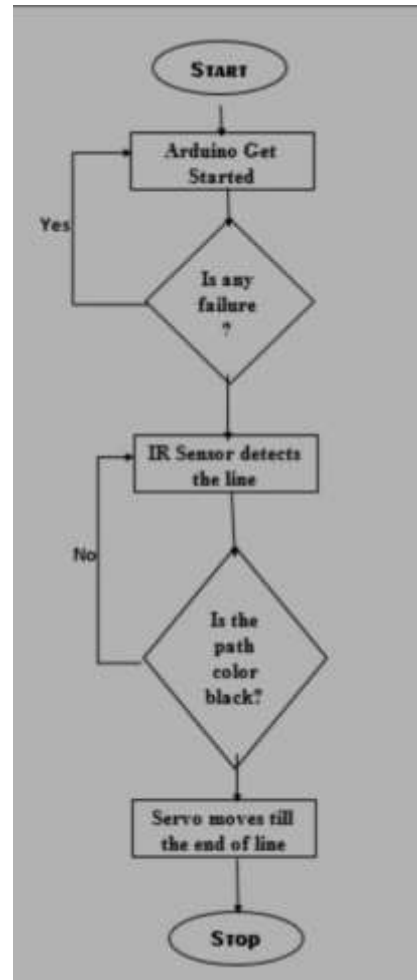 START
Arduino Get
Started
Yes
Is any
failure
?
IR Sensor detects
the line
No
Is the
path
color
black?
Servo moves till
the end of line
STOP